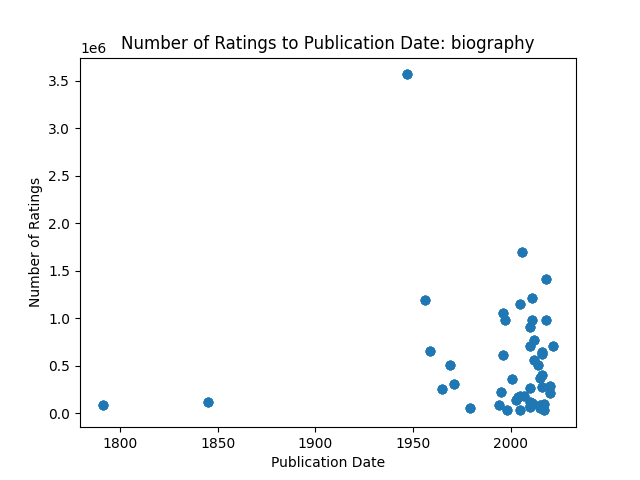 Number of Ratings to Publication Date: biography
1e6
3.5
3.0
2.5
2.0
1.5
1.0
0.5
0.0
Number of Ratings
1800 1850 1900 1950 2000
Publication Date